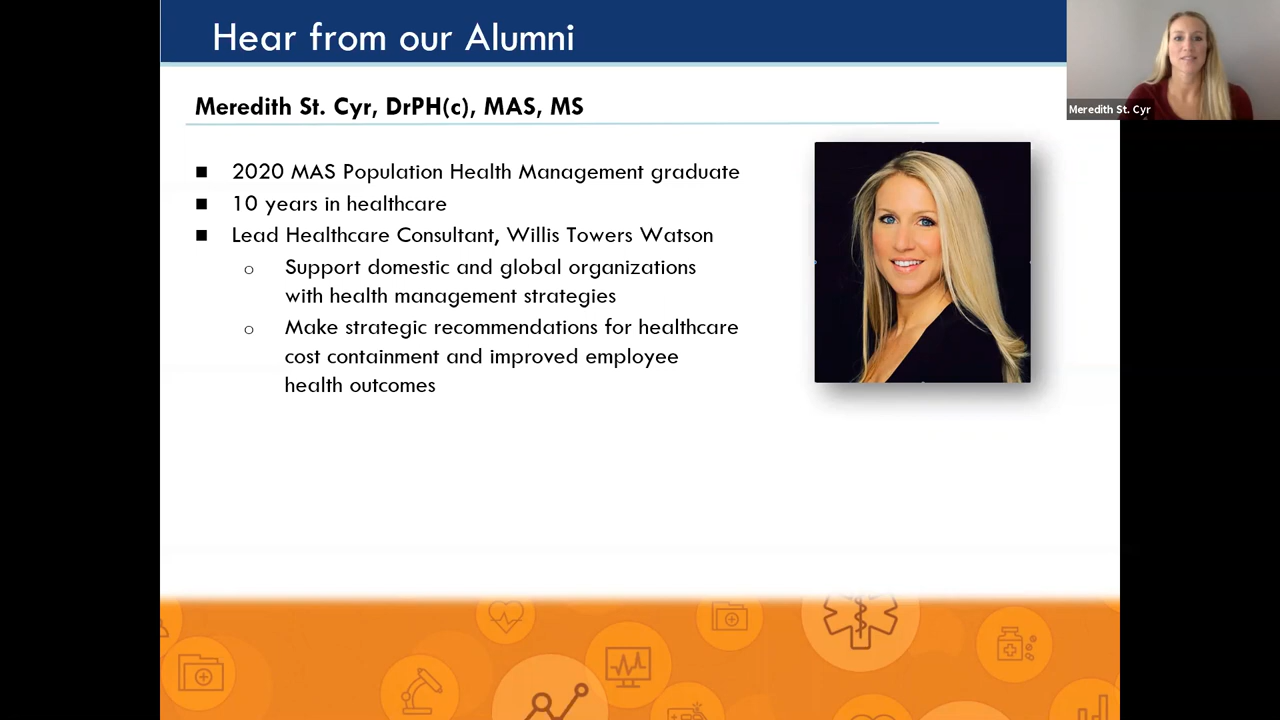 Hear from our Alumni
Meredith St. Cyr
Meredith St. Cyr, DrPH(c), MAS, MS
■ 2020 MAS Population Health Management graduate
■ 10 years in healthcare
■ Lead Healthcare Consultant, Willis Towers Watson
o Support domestic and global organizations
with health management strategies
o Make strategic recommendations for healthcare
cost containment and improved employee
health outcomes